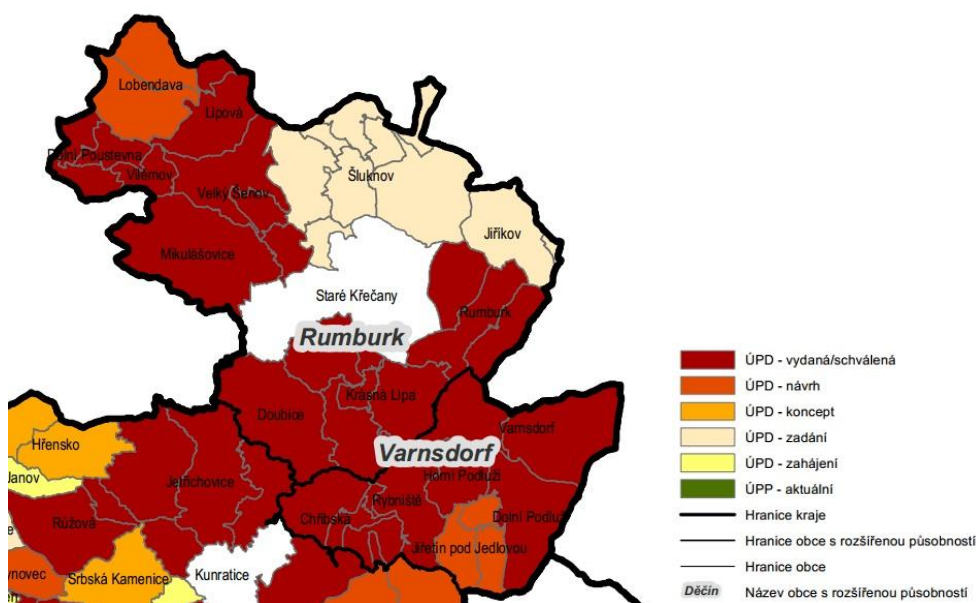 Lobendava
Lipová
Dolní Poustevna
Vilémov
Šluknov
Velký Šenov
Jiříkov
Mikulášovice
Staré Křečany
Rumburk
Rumburk
Krásná Lípa
Doubice
Varnsdorf
Varnsdorf
Hřensko
Janov
Jetřichovice
Horní Podluží
Rybniště
Chřibská
Dolní Podluž
Růžová
Jiřetín pod Jedlovou
Srbská Kamenice
Kunratice
ynovec
ÚPD - vydaná/schválená
ÚPD - návrh
ÚPD - koncept
ÚPD - zadání
ÚPD - zahájení
ÚPP - aktuální
Hranice kraje
Hranice obce s rozšířenou působností
Hranice obce
Děčín Název obce s rozšířenou působností